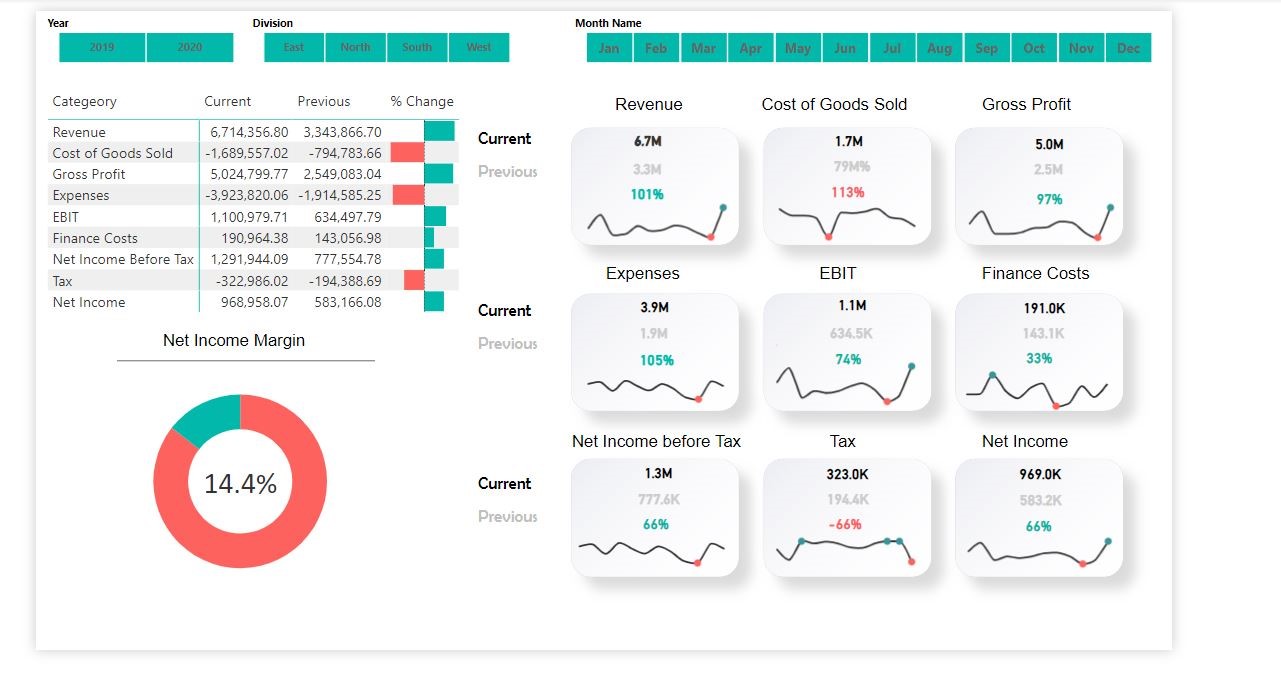 Year
2019 2020
Division
East North South West
Month Name
Jan Feb Mar Apr May Jun Jul Aug Sep Oct Nov Dec
Categeory Current Previous % Change
Revenue 6,714,356.80 3,343,866.70
Cost of Goods Sold -1,689,557.02 -794,783.66
Gross Profit 5,024,799.77 2,549,083.04
Expenses -3,923,820.06 -1,914,585.25
EBIT 1,100,979.71 634,497.79
Finance Costs 190,964.38 143,056.98
Net Income Before Tax 1,291,944.09 777,554.78
Tax -322,986.02 -194,388.69
Net Income 968,958.07 583,166.08
Net Income Margin
14.4%
Revenue Cost of Goods Sold Gross Profit
Current 6.7M 1.7M 5.0M
Previous 3.3M 79M% 2.5M
101% 113% 97%
Expenses EBIT Finance Costs
Current 3.9M 1.1M 191.0K
Previous 1.9M 634.5K 143.1K
105% 74% 33%
Net Income before Tax Tax Net Income
Current 1.3M 323.0K 969.0K
Previous 777.6K 194.4K 583.2K
66% -66% 66%